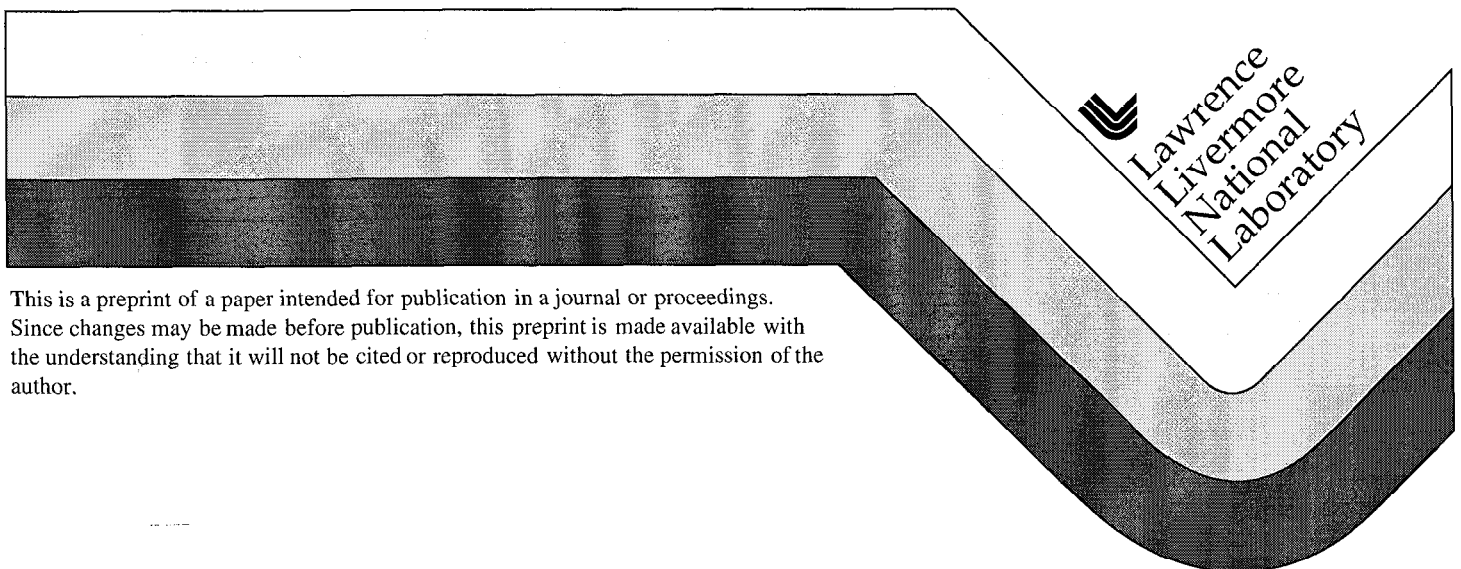 Lawrence
Livermore
National
Laboratory
This is a preprint of a paper intended for publication in a journal or proceedings.
Since changes may be made before publication, this preprint is made available with
the understanding that it will not be cited or reproduced without the permission of the
author.